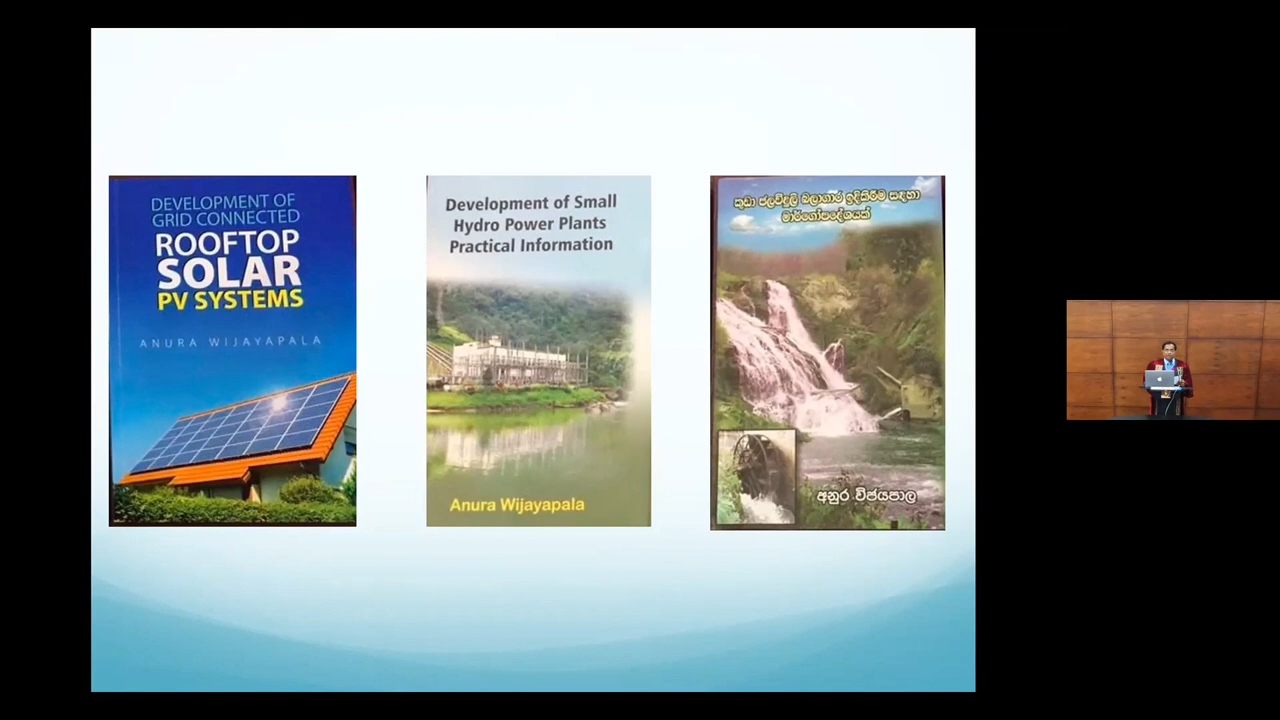 DEVELOPMENT OF
GRID CONNECTED
ROOFTOP
SOLAR
PV SYSTEMS
ANURA WIJAYAPALA
Development of Small
Hydro Power Plants
Practical Information
Anura Wijayapala
කුඩා ජලවිදුලි බලාගාර ඉදිකිරීම සඳහා
මාර්ගෝපදේශයක්
අනුර විජයපාල